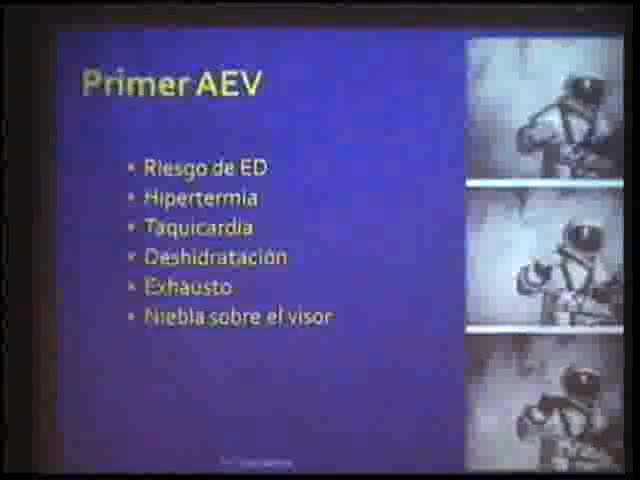 Primer AEV
• Riesgo de ED
• Hipertermia
• Taquicardia
• Deshidratación
• Exhausto
• Niebla sobre el visor